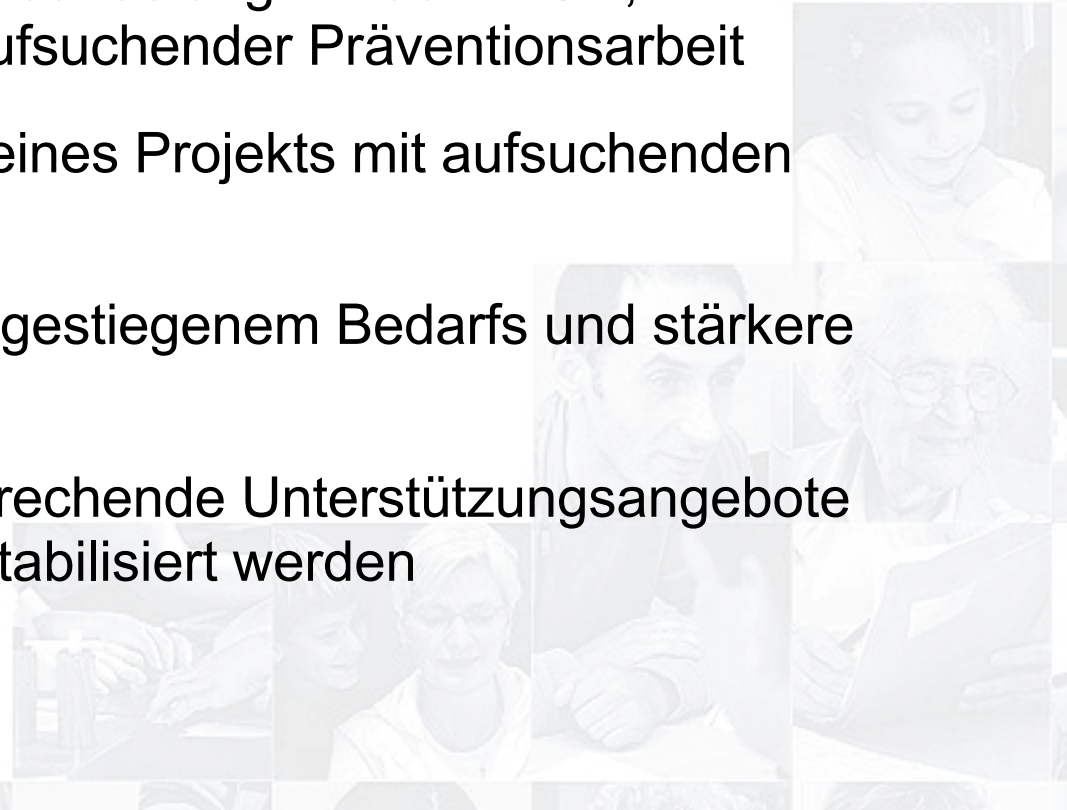 ufsuchender Präventionsarbeit
eines Projekts mit aufsuchenden
gestiegenem Bedarfs und stärkere
rechende Unterstützungsangebote
tabilisiert werden